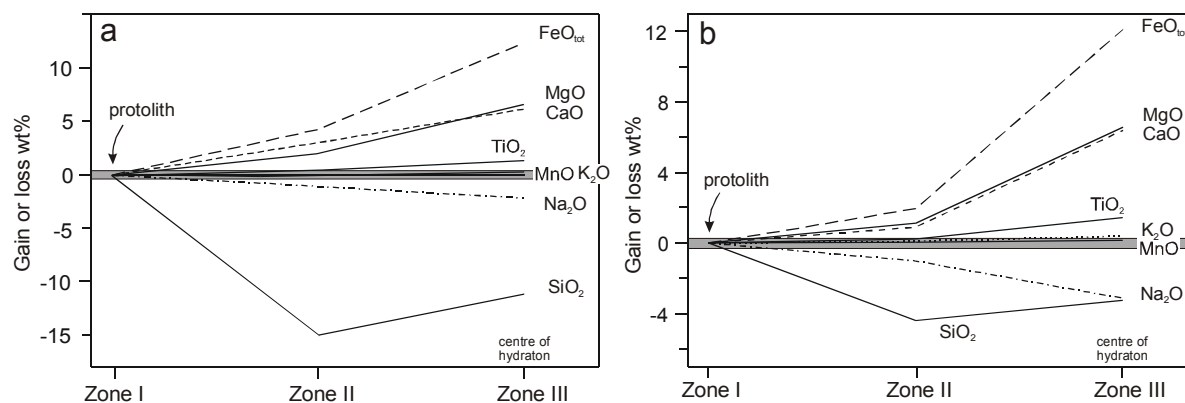 a
Gain or loss wt%
10
5
0
-5
-10
-15
protolith
FeOtot
MgO
CaO
TiO2
MnO K2O
Na2O
SiO2
centre of
hydraton
Zone I
Zone II
Zone III
b
Gain or loss wt%
12
8
4
0
-4
protolith
FeOto
MgO
CaO
TiO2
K2O
MnO
Na2O
SiO2
centre of
hydraton
Zone I
Zone II
Zone III